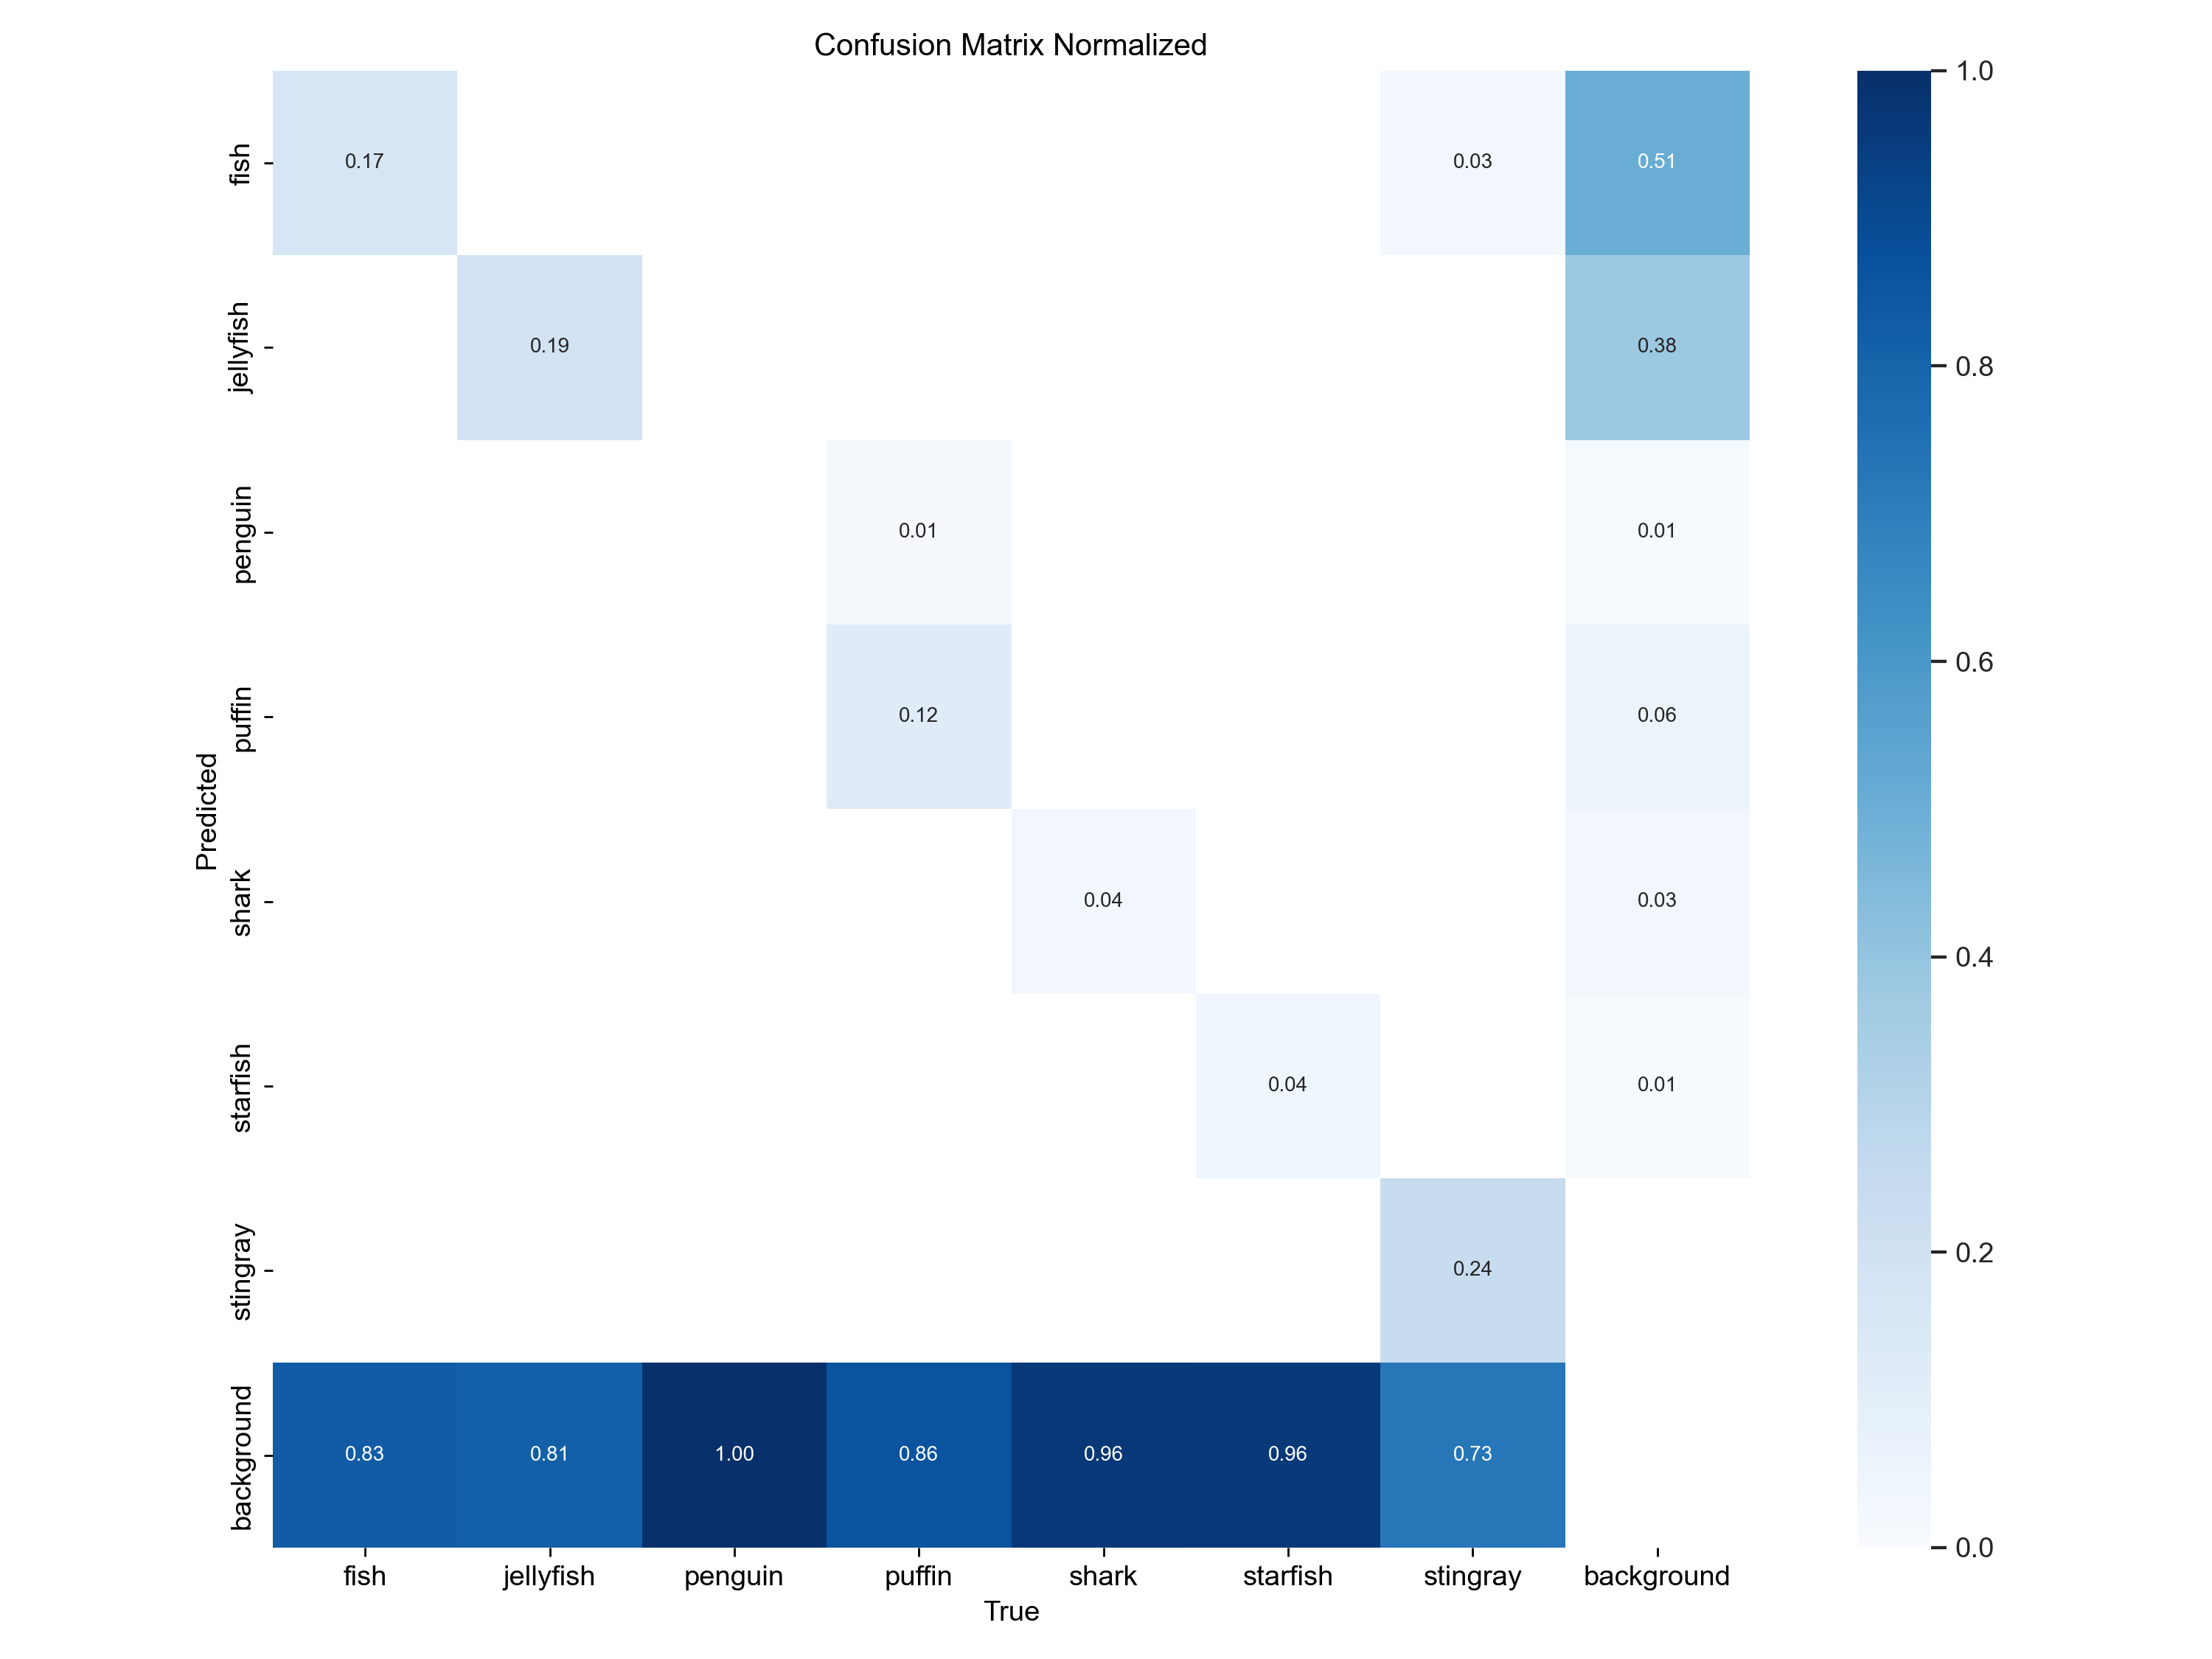 Confusion Matrix Normalized
fish
0.17
0.03
0.51
jellyfish
0.19
0.38
penguin
0.01
0.01
puffin
0.12
0.06
shark
0.04
0.03
starfish
0.04
0.01
stingray
0.24
background
0.83
0.81
1.00
0.86
0.96
0.96
0.73
Predicted
fish
jellyfish
penguin
puffin
shark
starfish
stingray
background
True
1.0
0.8
0.6
0.4
0.2
0.0